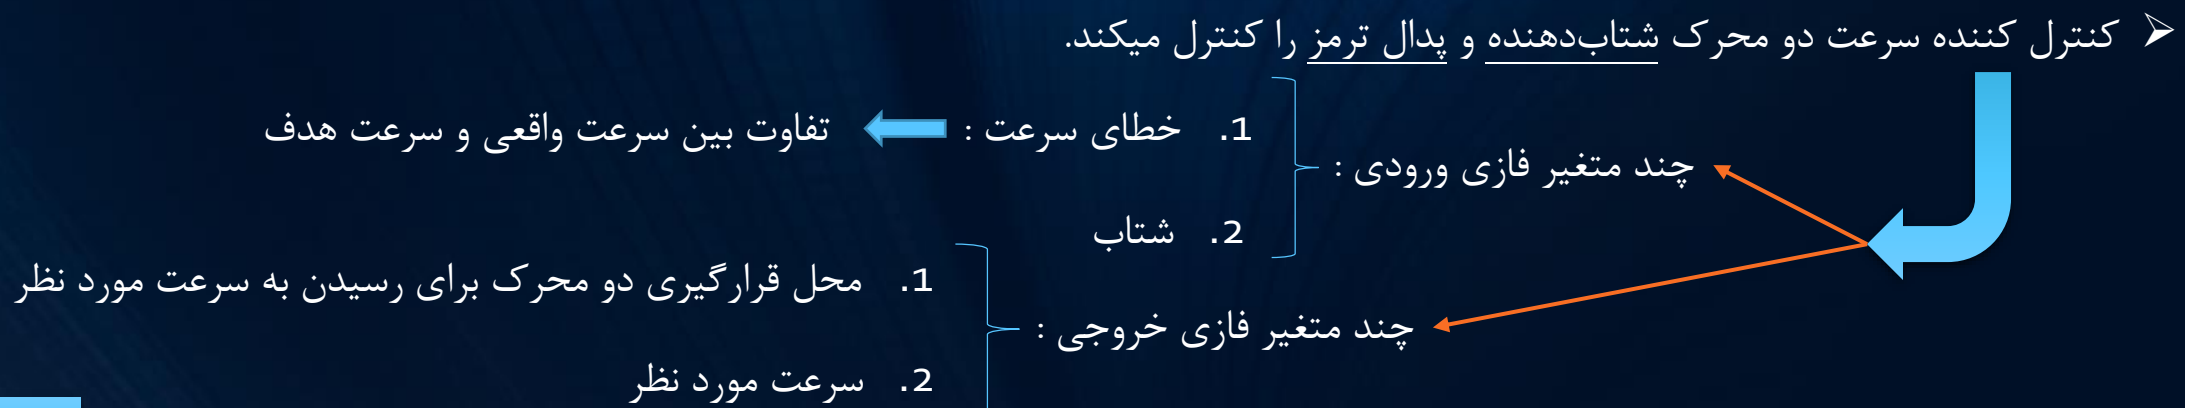 کنترل کننده سرعت دو محرک شتاب‌دهنده و پدال ترمز را کنترل میکند.
چند متغیر فازی ورودی :
1. خطای سرعت : تفاوت بین سرعت واقعی و سرعت هدف
2. شتاب
چند متغیر فازی خروجی :
1. محل قرارگیری دو محرک برای رسیدن به سرعت مورد نظر
2. سرعت مورد نظر